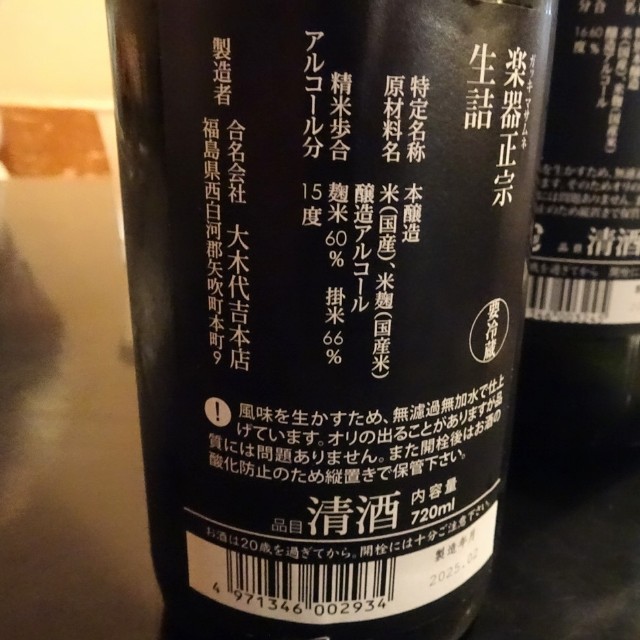 ガッキマサムネ
楽器正宗
生詰
要冷蔵
特定名称 本醸造
原材料名 米(国産)、米麹(国産米)
醸造アルコール
精米歩合 麹米60% 掛米66%
アルコール分 15度
製造者 合名会社 大木代吉本店
福島県西白河郡矢吹町本町9
! 風味を生かすため、無濾過無加水で仕上
げています。オリの出ることがありますが品
質には問題ありません。また開栓後はお酒の
酸化防止のため縦置きで保管下さい。
品目 清酒 内容量
720ml
お酒は20歳を過ぎてから。開栓には十分ご注意下さい
製造年月
2025.02
4 971346 002934
品目 清酒